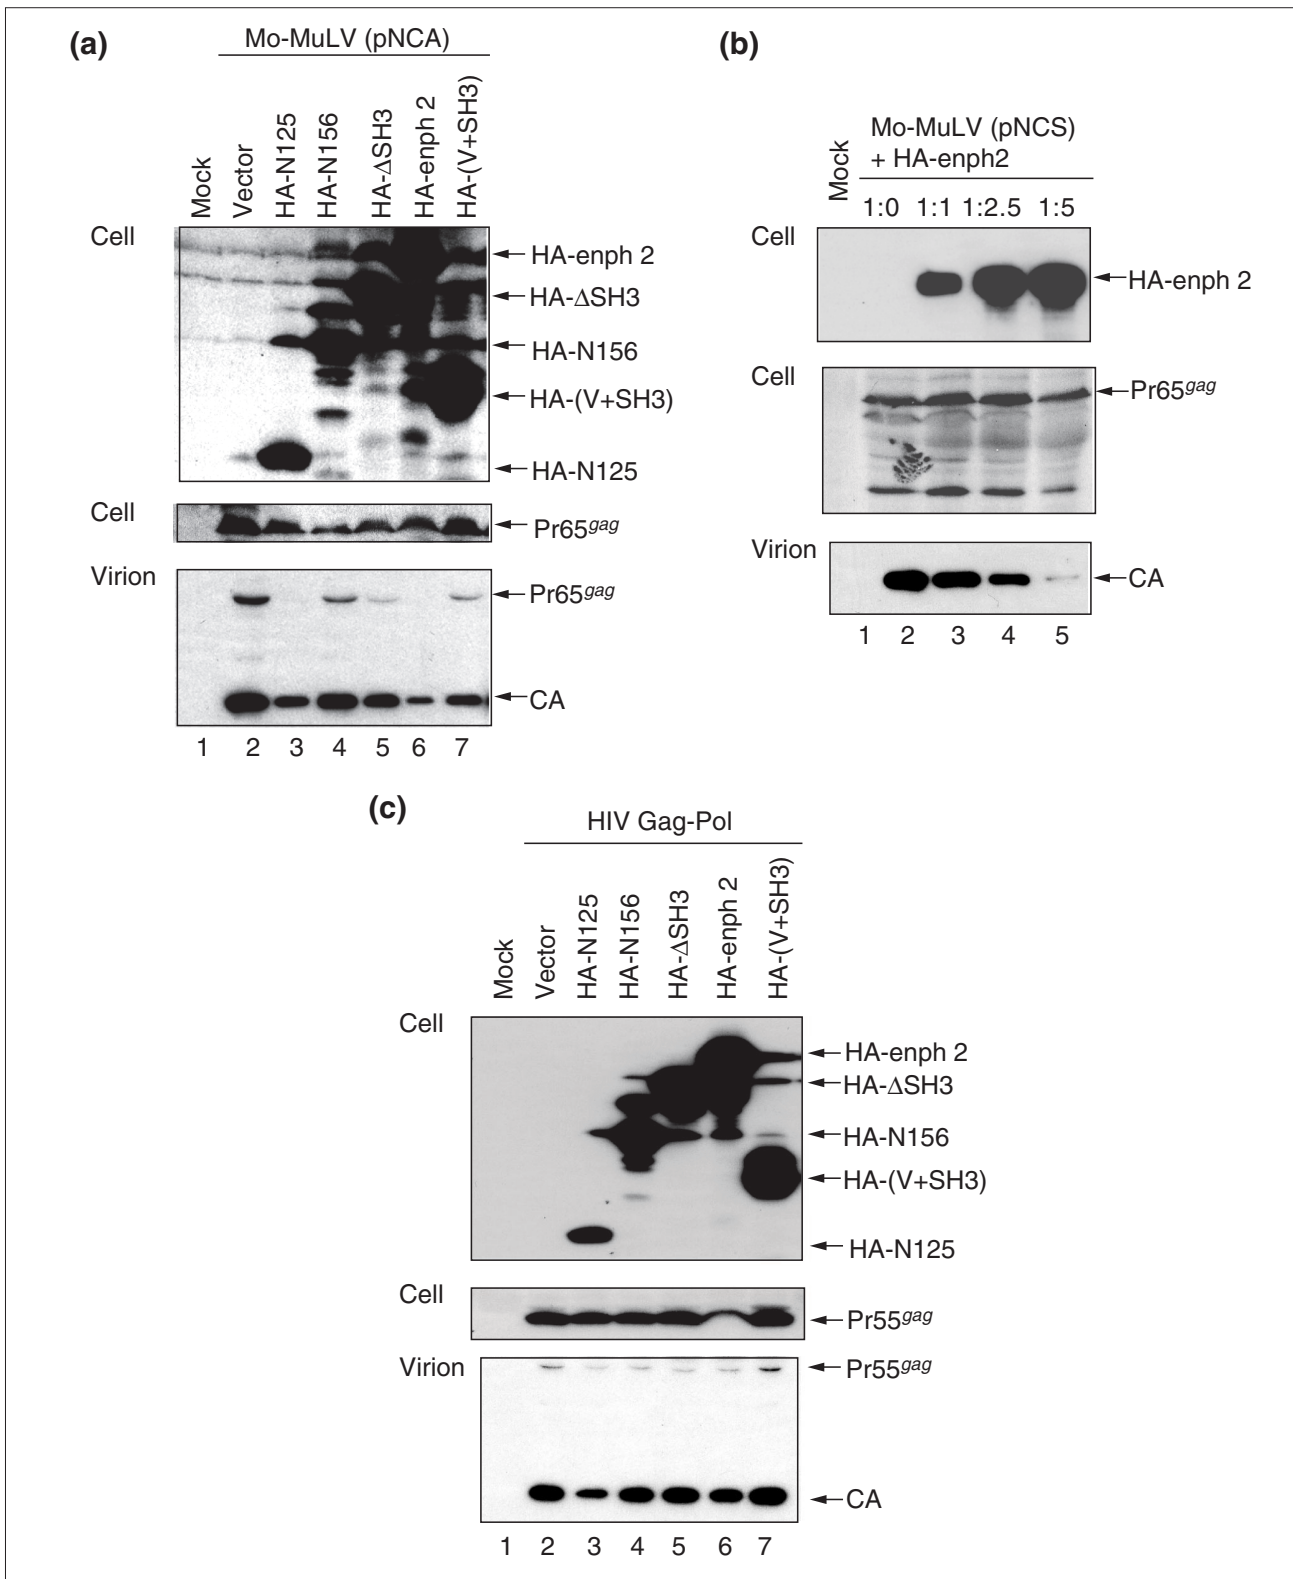 (a)
Mo-MuLV (pNCA)
Mock
Vector
HA-N125
HA-N156
HA-ΔSH3
HA-enph 2
HA-(V+SH3)
Cell
HA-enph 2
HA-ΔSH3
HA-N156
HA-(V+SH3)
HA-N125
Cell
Pr65gag
Virion
Pr65gag
CA
1 2 3 4 5 6 7
(b)
Mo-MuLV (pNCS)
+ HA-enph2
Mock
1:0 1:1 1:2.5 1:5
Cell
HA-enph 2
Cell
Pr65gag
Virion
CA
1 2 3 4 5
(c)
HIV Gag-Pol
Mock
Vector
HA-N125
HA-N156
HA-ΔSH3
HA-enph 2
HA-(V+SH3)
Cell
HA-enph 2
HA-ΔSH3
HA-N156
HA-(V+SH3)
HA-N125
Cell
Pr55gag
Virion
Pr55gag
CA
1 2 3 4 5 6 7